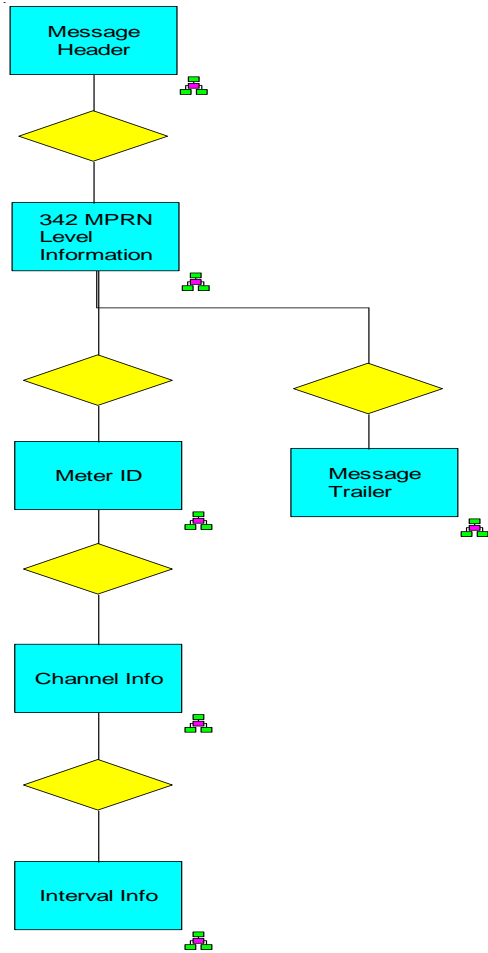 Message
Header
342 MPRN
Level
Information
Meter ID
Message
Trailer
Channel Info
Interval Info